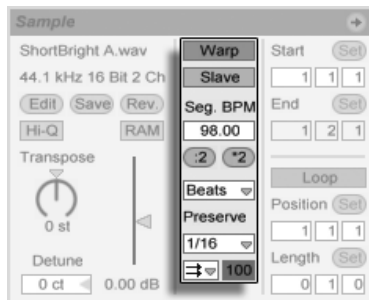 Sample
ShortBright A.wav
44.1 kHz 16 Bit 2 Ch
Edit Save Rev.
Hi-Q RAM
Transpose
0 st
Detune
0 ct 0.00 dB
Warp
Slave
Seg. BPM
98.00
:2 *2
Beats
Preserve
1/16
100
Start Set
1 1 1
End Set
1 2 1
Loop
Position Set
1 1 1
Length Set
0 1 0